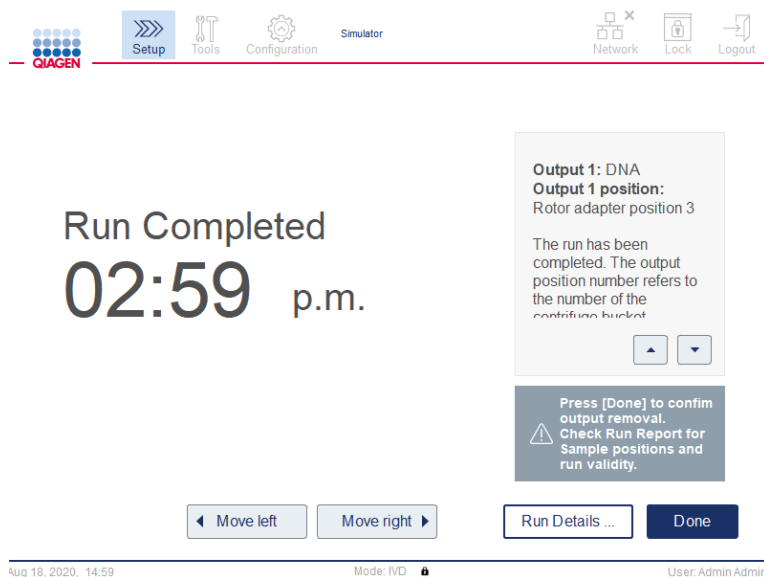 Setup
Tools
Configuration
Simulator
Network
Lock
Logout
QIAGEN
Run Completed
02:59 p.m.
Output 1: DNA
Output 1 position:
Rotor adapter position 3
The run has been
completed. The output
position number refers to
the number of the
centrifuge bucket
Press [Done] to confim
output removal.
Check Run Report for
Sample positions and
run validity.
Move left
Move right
Run Details ...
Done
Aug 18, 2020, 14:59
Mode: IVD
User: Admin Admin